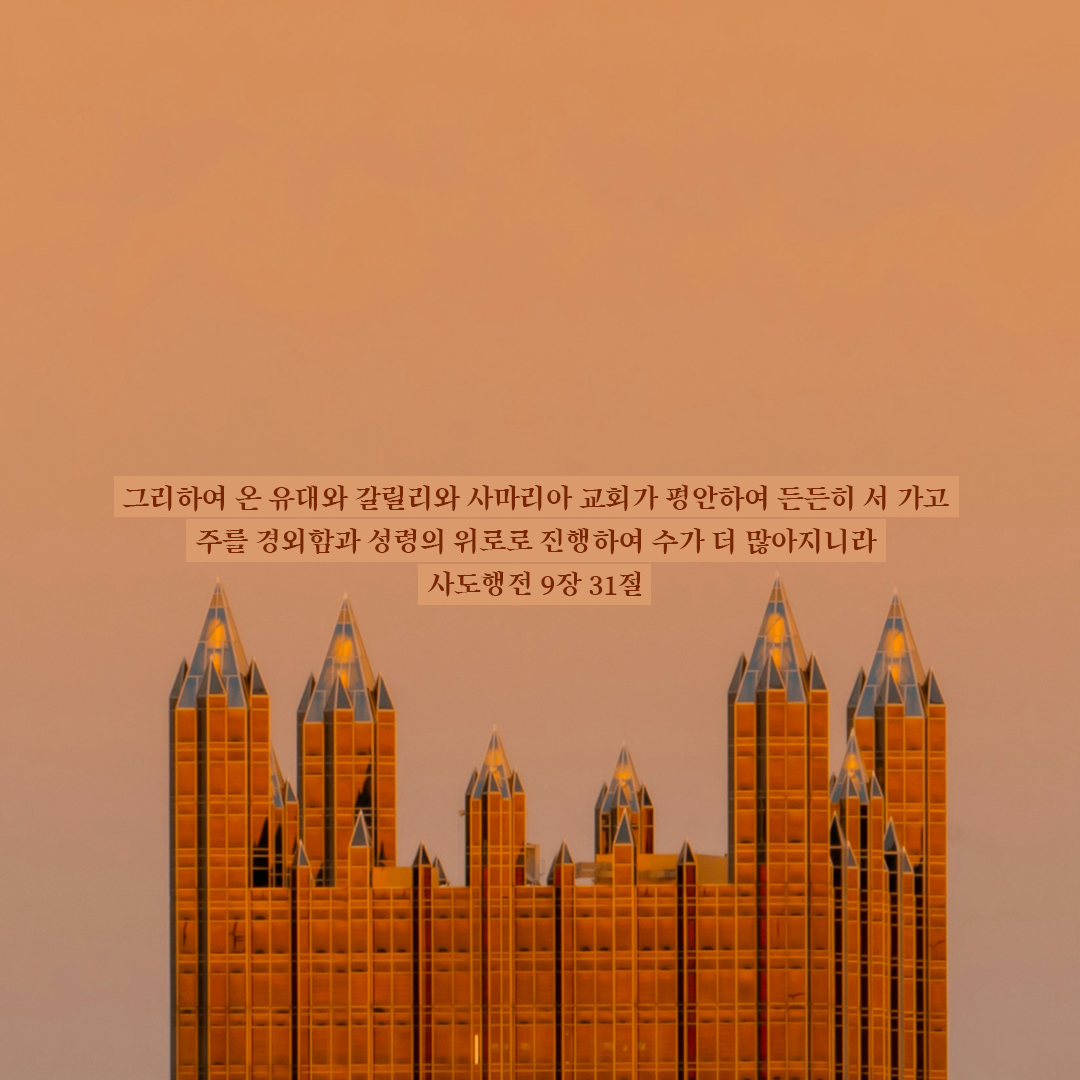 그리하여 온 유대와 갈릴리와 사마리아 교회가 평안하여 든든히 서 가고
주를 경외함과 성령의 위로로 진행하여 수가 더 많아지니라
사도행전 9장 31절